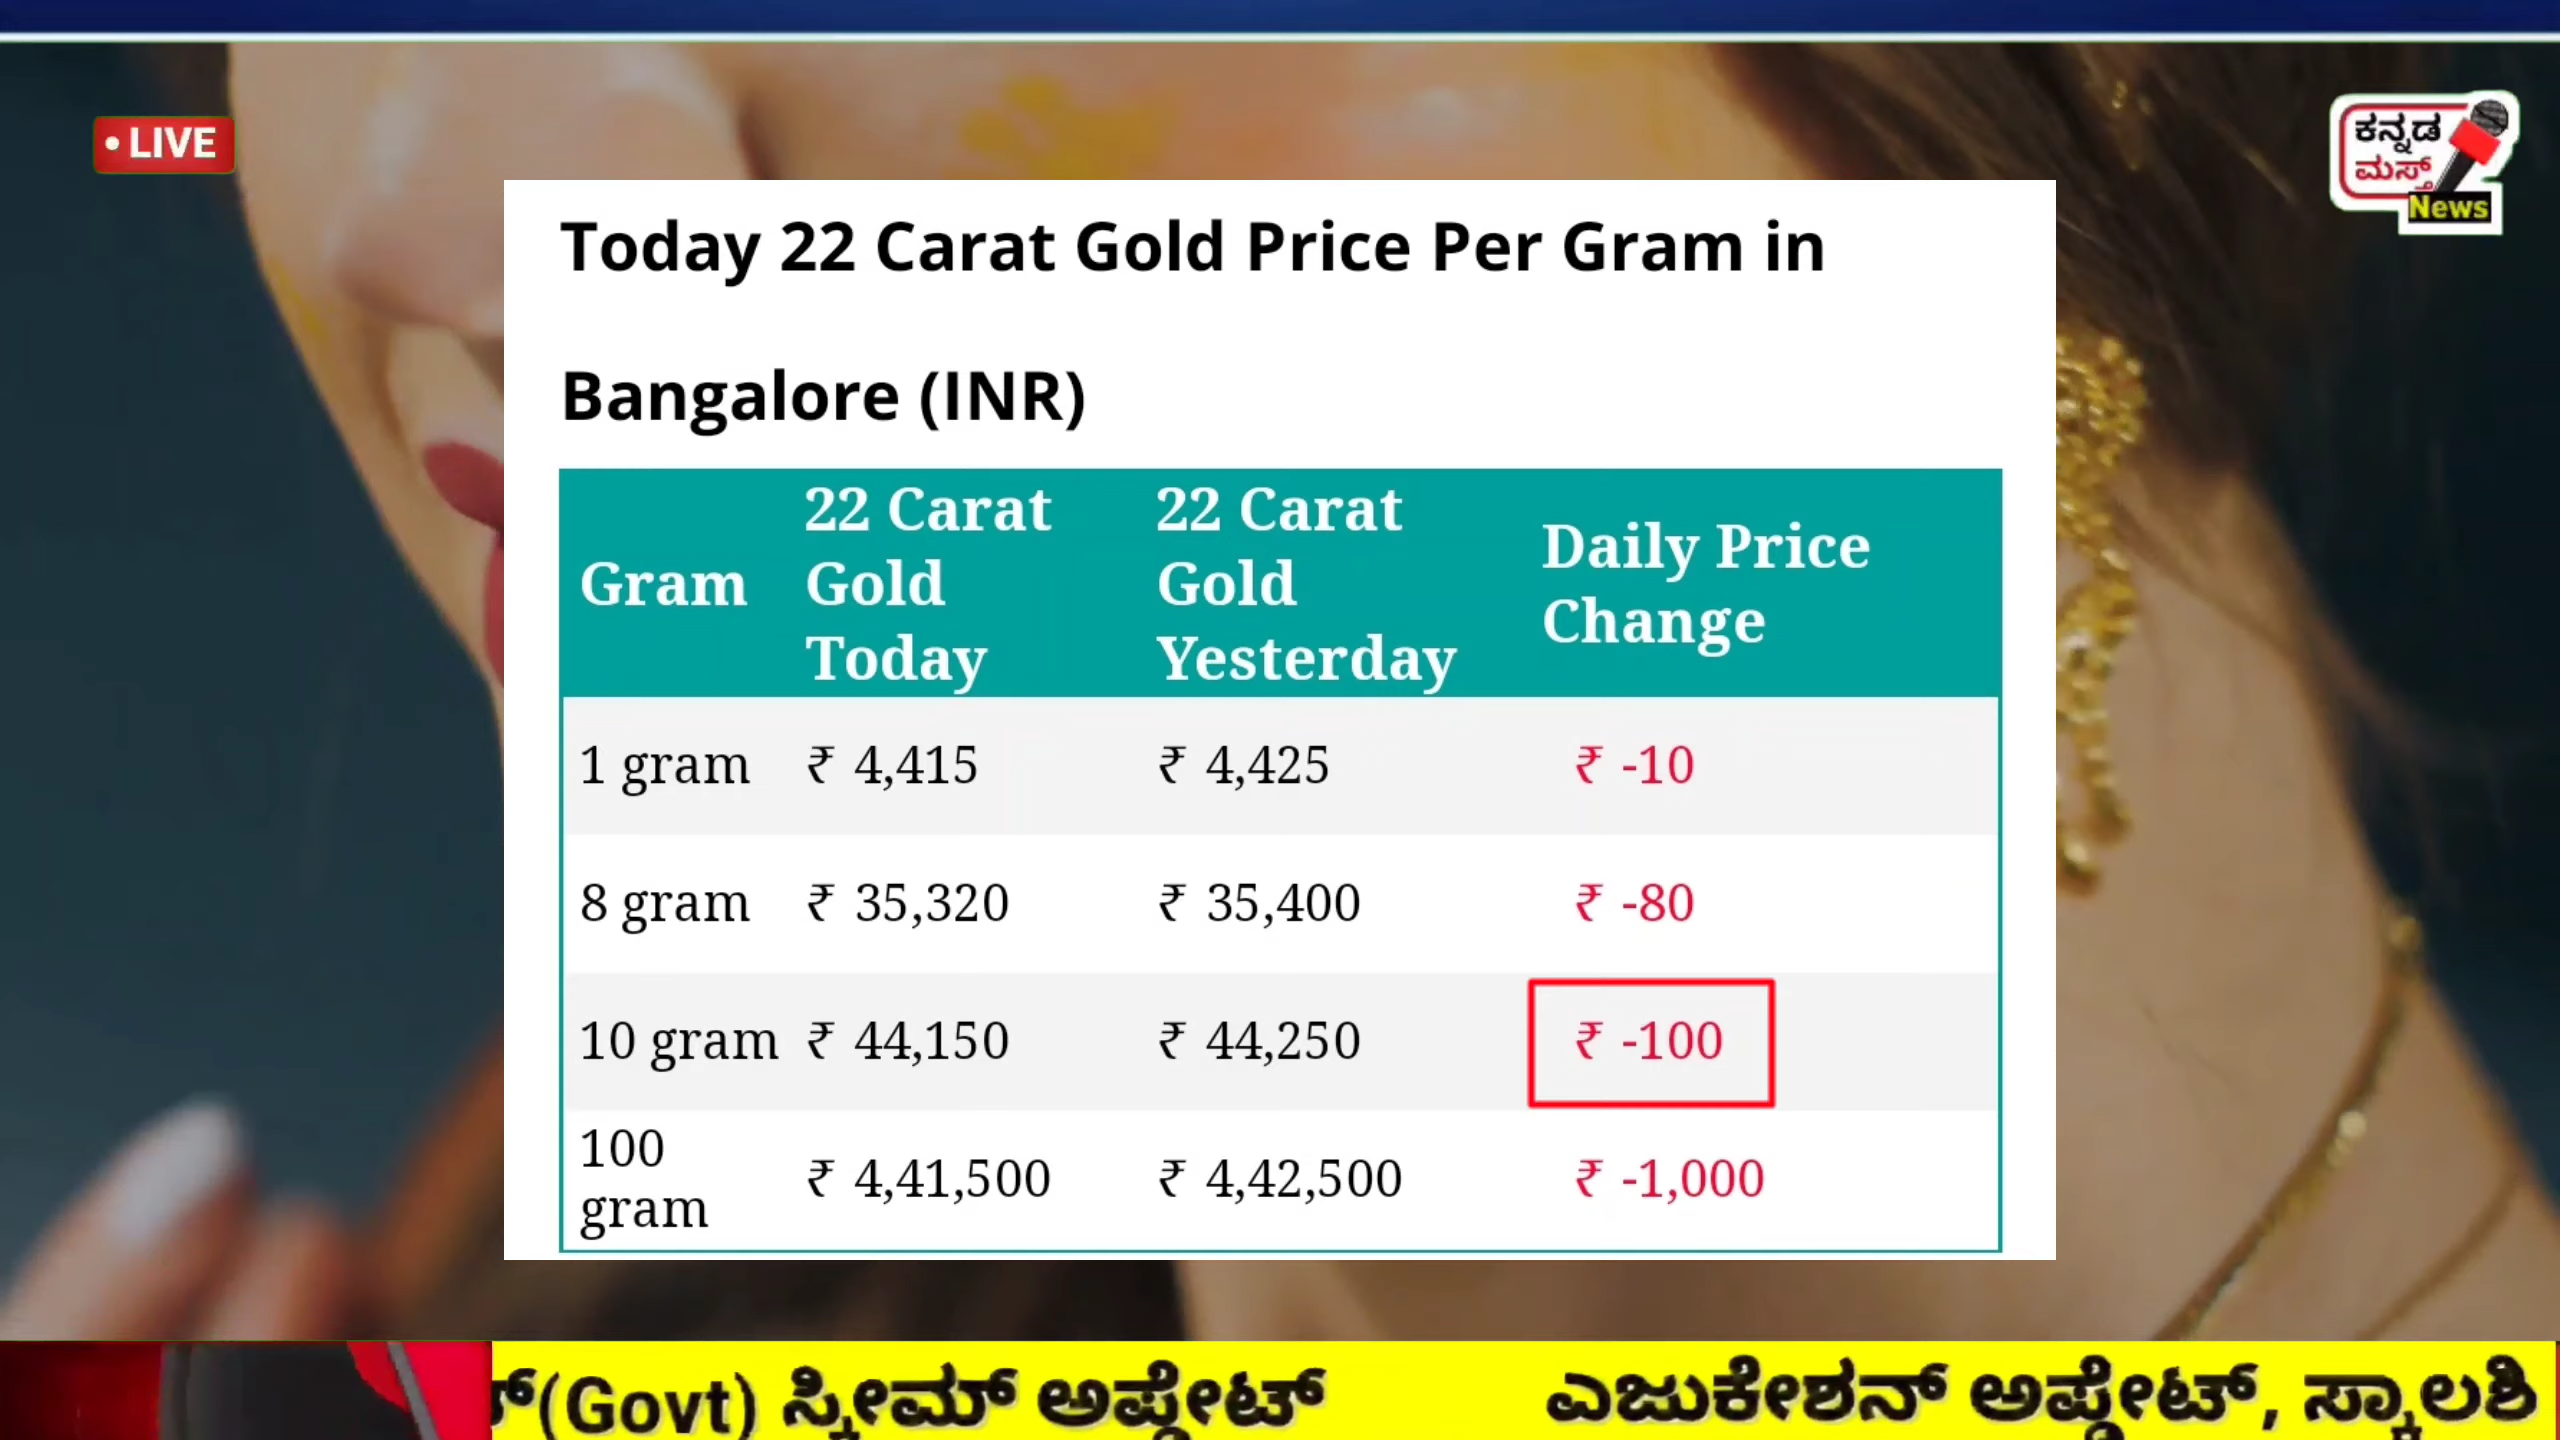 • LIVE
ಕನ್ನಡ
ಮಸ್ತ್
News
Today 22 Carat Gold Price Per Gram in
Bangalore (INR)
Gram 22 Carat Gold Today 22 Carat Gold Yesterday Daily Price Change
1 gram ₹ 4,415 ₹ 4,425 ₹ -10
8 gram ₹ 35,320 ₹ 35,400 ₹ -80
10 gram ₹ 44,150 ₹ 44,250 ₹ -100
100 gram ₹ 4,41,500 ₹ 4,42,500 ₹ -1,000
(Govt) ಸ್ಕೀಮ್ ಅಪ್ಡೇಟ್ ಎಜುಕೇಶನ್ ಅಪ್ಡೇಟ್, ಸ್ಕಾಲಶಿ